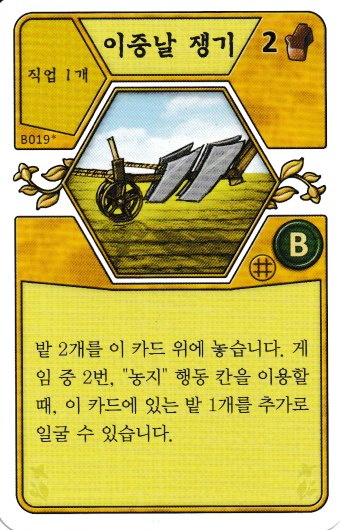 이중날 쟁기
2
직업 1개
B019*
B
밭 2개를 이 카드 위에 놓습니다. 게
임 중 2번, "농지" 행동 칸을 이용할
때, 이 카드에 있는 밭 1개를 추가로
일굴 수 있습니다.